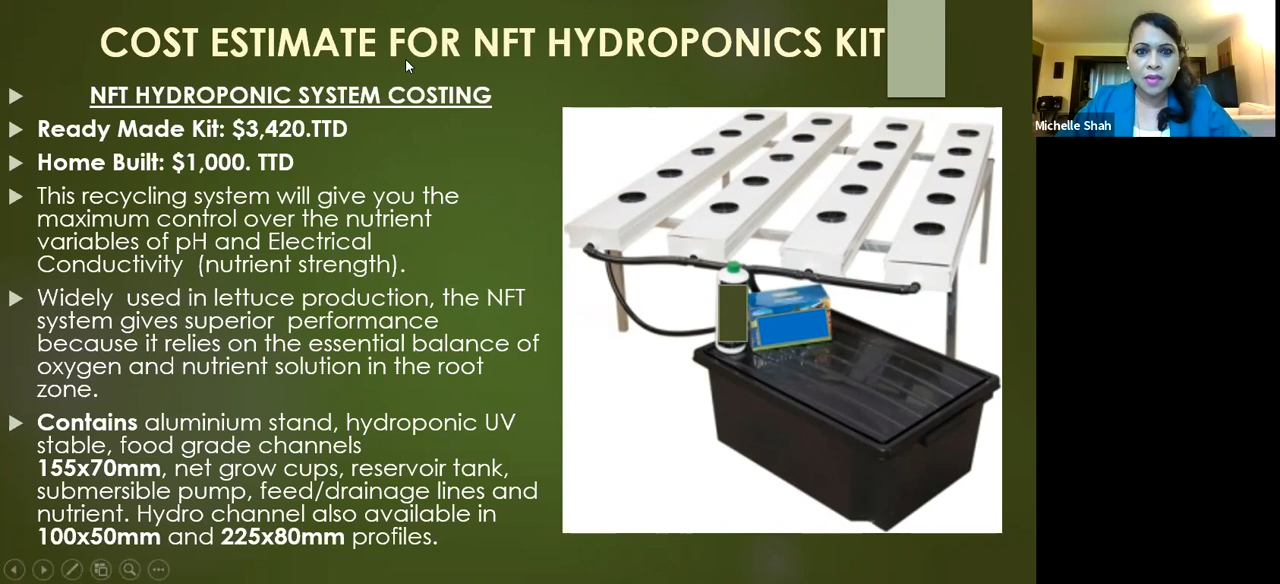 COST ESTIMATE FOR NFT HYDROPONICS KIT
NFT HYDROPONIC SYSTEM COSTING
Ready Made Kit: $3,420.TTD
Home Built: $1,000. TTD
This recycling system will give you the
maximum control over the nutrient
variables of pH and Electrical
Conductivity (nutrient strength).
Widely used in lettuce production, the NFT
system gives superior performance
because it relies on the essential balance of
oxygen and nutrient solution in the root
zone.
Contains aluminium stand, hydroponic UV
stable, food grade channels
155x70mm, net grow cups, reservoir tank,
submersible pump, feed/drainage lines and
nutrient. Hydro channel also available in
100x50mm and 225x80mm profiles.
Michelle Shah